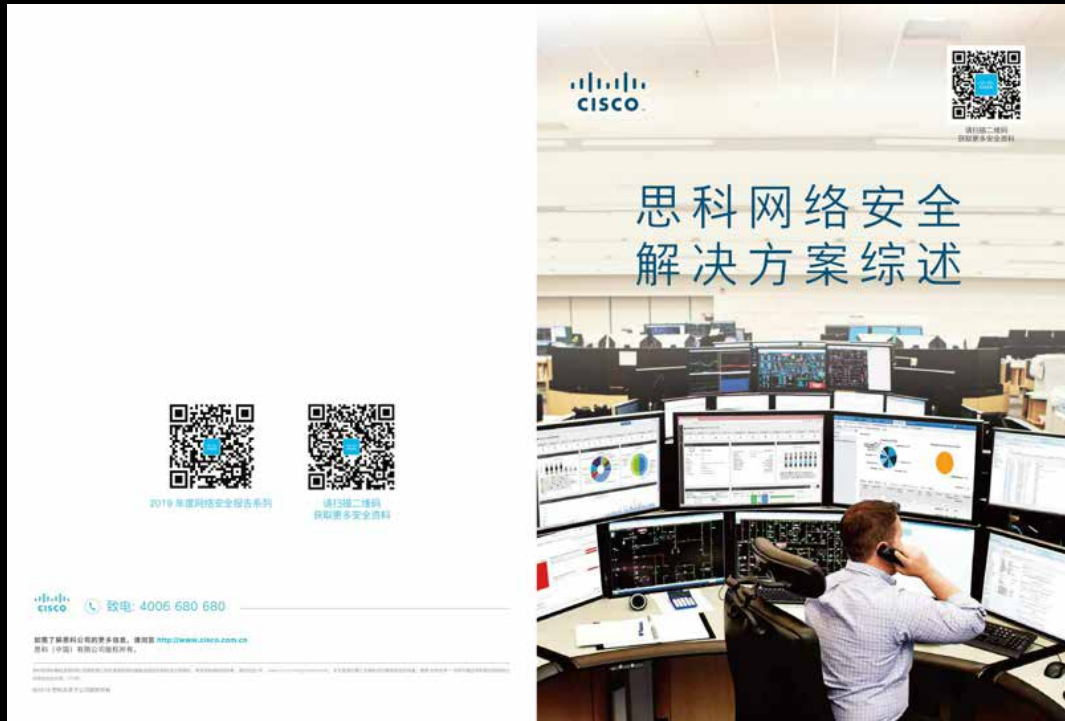 2019 年度网络安全报告系列
请扫描二维码
获取更多安全资料
CISCO
致电: 4006 680 680
如需了解思科公司的更多信息，请浏览 http://www.cisco.com.cn
思科（中国）有限公司版权所有。
CISCO
请扫描二维码
获取更多安全资料
思科网络安全
解决方案综述